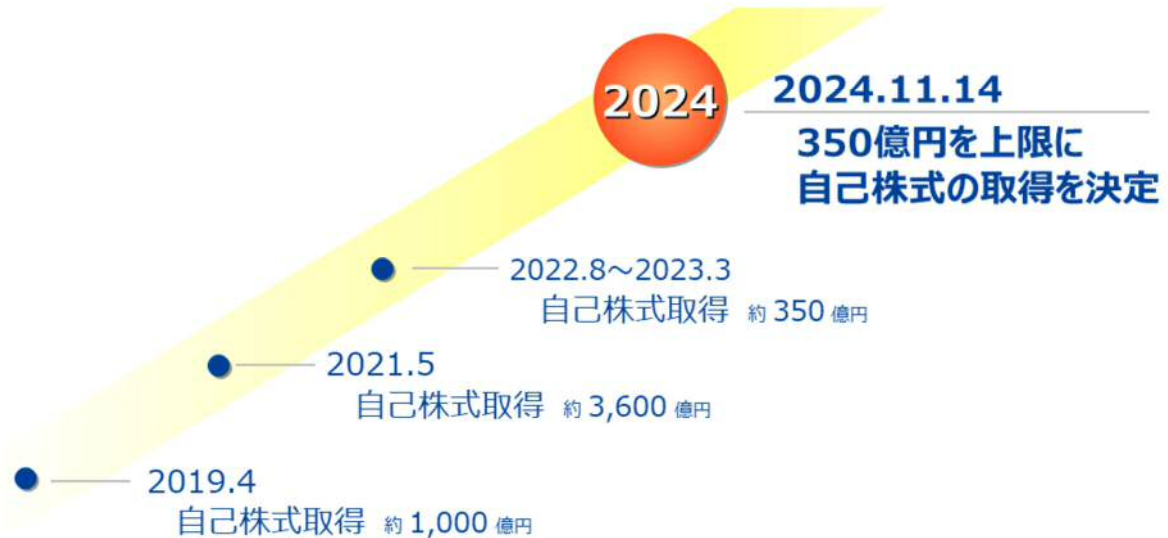 2024
2024.11.14
350億円を上限に
自己株式の取得を決定
2022.8～2023.3
自己株式取得 約 350 億円
2021.5
自己株式取得 約 3,600 億円
2019.4
自己株式取得 約 1,000 億円